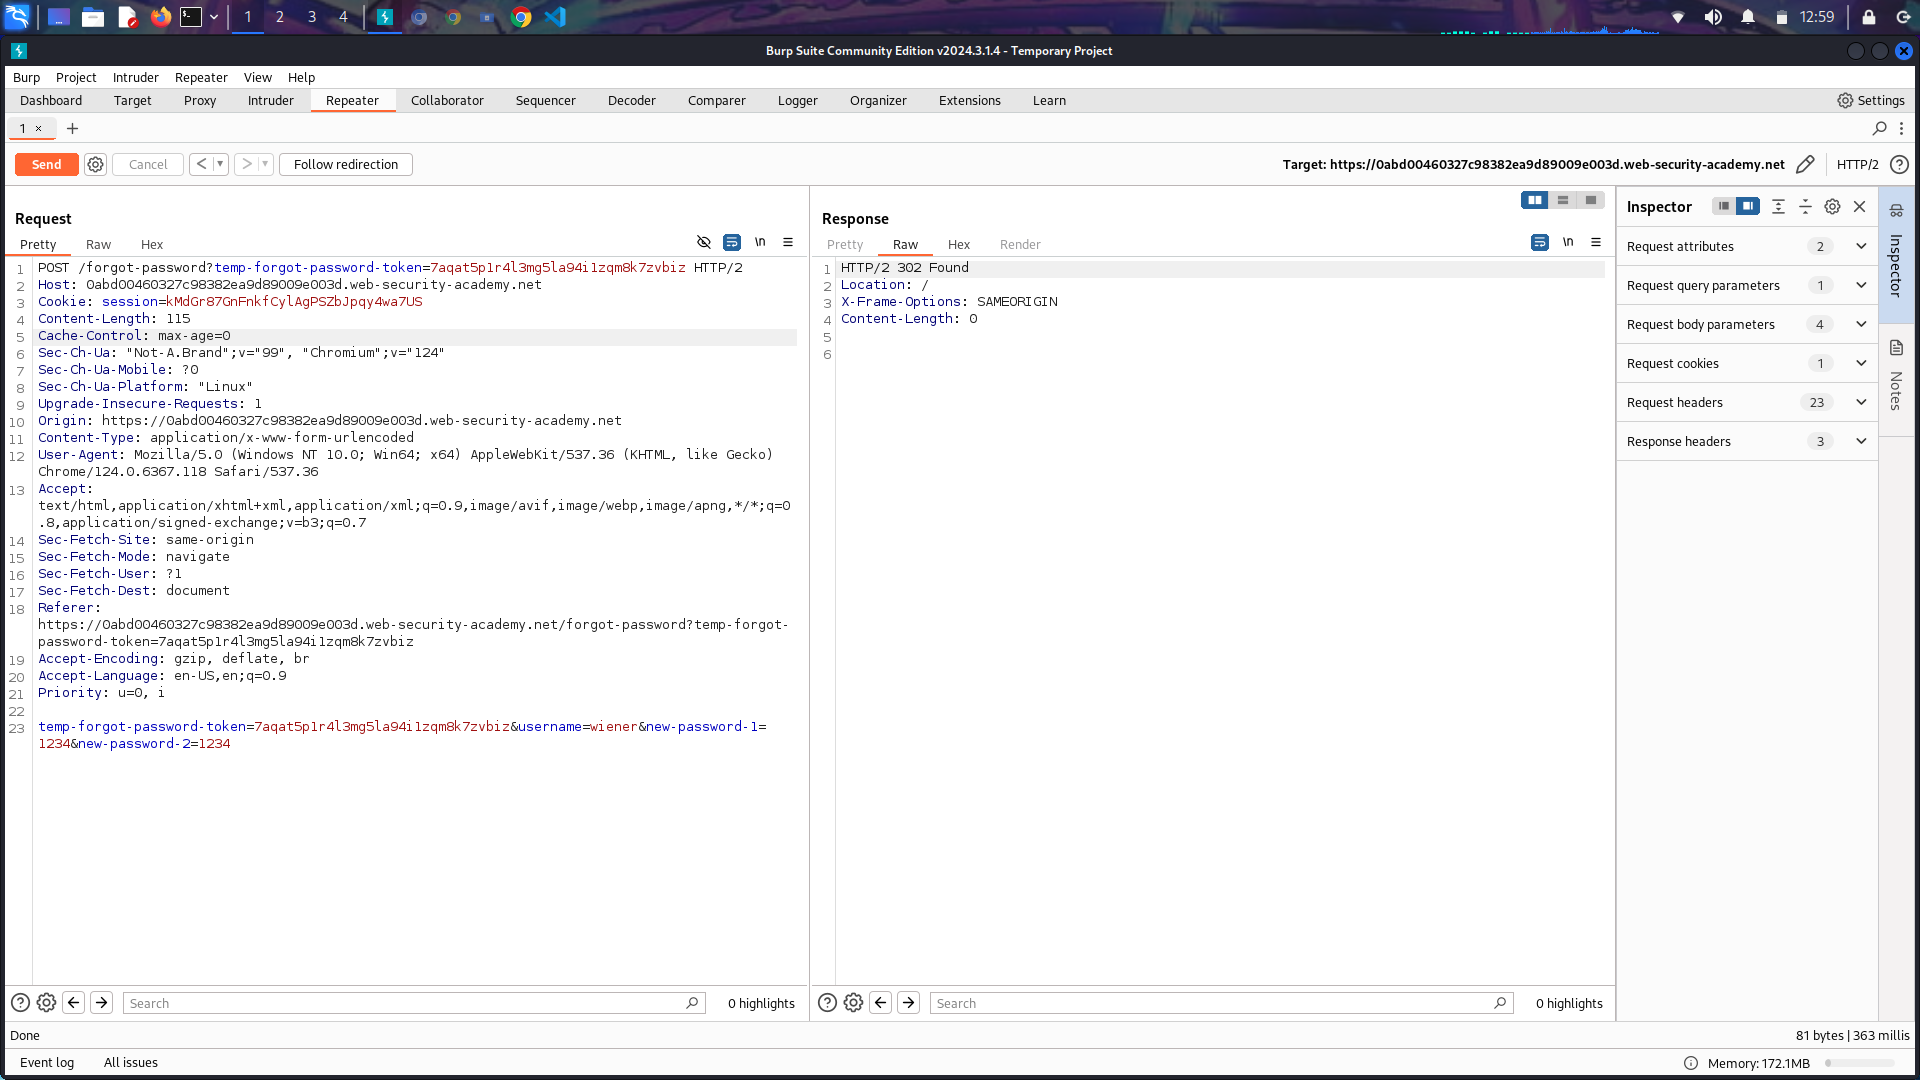 1 2 3 4 12:59
Burp Suite Community Edition v2024.3.1.4 - Temporary Project
Burp Project Intruder Repeater View Help
Dashboard Target Proxy Intruder Repeater Collaborator Sequencer Decoder Comparer Logger Organizer Extensions Learn Settings
1 × +
Send Cancel < > Follow redirection Target: https://0abd00460327c98382ea9d89009e003d.web-security-academy.net HTTP/2
Request
Pretty Raw Hex \n
1 POST /forgot-password?temp-forgot-password-token=7aqat5p1r4l3mg5la94i1zqm8k7zvbiz HTTP/2
2 Host: 0abd00460327c98382ea9d89009e003d.web-security-academy.net
3 Cookie: session=kMdGr87GnFnkfCylAgPSZbJpqy4wa7US
4 Content-Length: 115
5 Cache-Control: max-age=0
6 Sec-Ch-Ua: "Not-A.Brand";v="99", "Chromium";v="124"
7 Sec-Ch-Ua-Mobile: ?0
8 Sec-Ch-Ua-Platform: "Linux"
9 Upgrade-Insecure-Requests: 1
10 Origin: https://0abd00460327c98382ea9d89009e003d.web-security-academy.net
11 Content-Type: application/x-www-form-urlencoded
12 User-Agent: Mozilla/5.0 (Windows NT 10.0; Win64; x64) AppleWebKit/537.36 (KHTML, like Gecko)
Chrome/124.0.6367.118 Safari/537.36
13 Accept:
text/html,application/xhtml+xml,application/xml;q=0.9,image/avif,image/webp,image/apng,*/*;q=0
.8,application/signed-exchange;v=b3;q=0.7
14 Sec-Fetch-Site: same-origin
15 Sec-Fetch-Mode: navigate
16 Sec-Fetch-User: ?1
17 Sec-Fetch-Dest: document
18 Referer:
https://0abd00460327c98382ea9d89009e003d.web-security-academy.net/forgot-password?temp-forgot-
password-token=7aqat5p1r4l3mg5la94i1zqm8k7zvbiz
19 Accept-Encoding: gzip, deflate, br
20 Accept-Language: en-US,en;q=0.9
21 Priority: u=0, i
22
23 temp-forgot-password-token=7aqat5p1r4l3mg5la94i1zqm8k7zvbiz&username=wiener&new-password-1=
1234&new-password-2=1234
Search 0 highlights
Response
Pretty Raw Hex Render \n
1 HTTP/2 302 Found
2 Location: /
3 X-Frame-Options: SAMEORIGIN
4 Content-Length: 0
5
6
Search 0 highlights
Inspector
Request attributes 2
Request query parameters 1
Request body parameters 4
Request cookies 1
Request headers 23
Response headers 3
Inspector
Notes
Done 81 bytes | 363 millis
Event log All issues Memory: 172.1MB